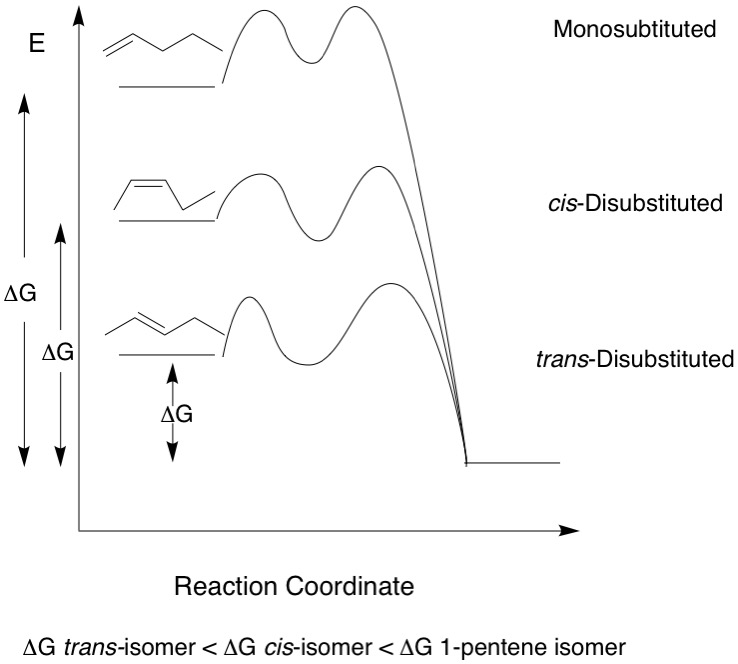 E
Monosubtituted
cis-Disubstituted
ΔG
ΔG
trans-Disubstituted
ΔG
Reaction Coordinate
ΔG trans-isomer < ΔG cis-isomer < ΔG 1-pentene isomer